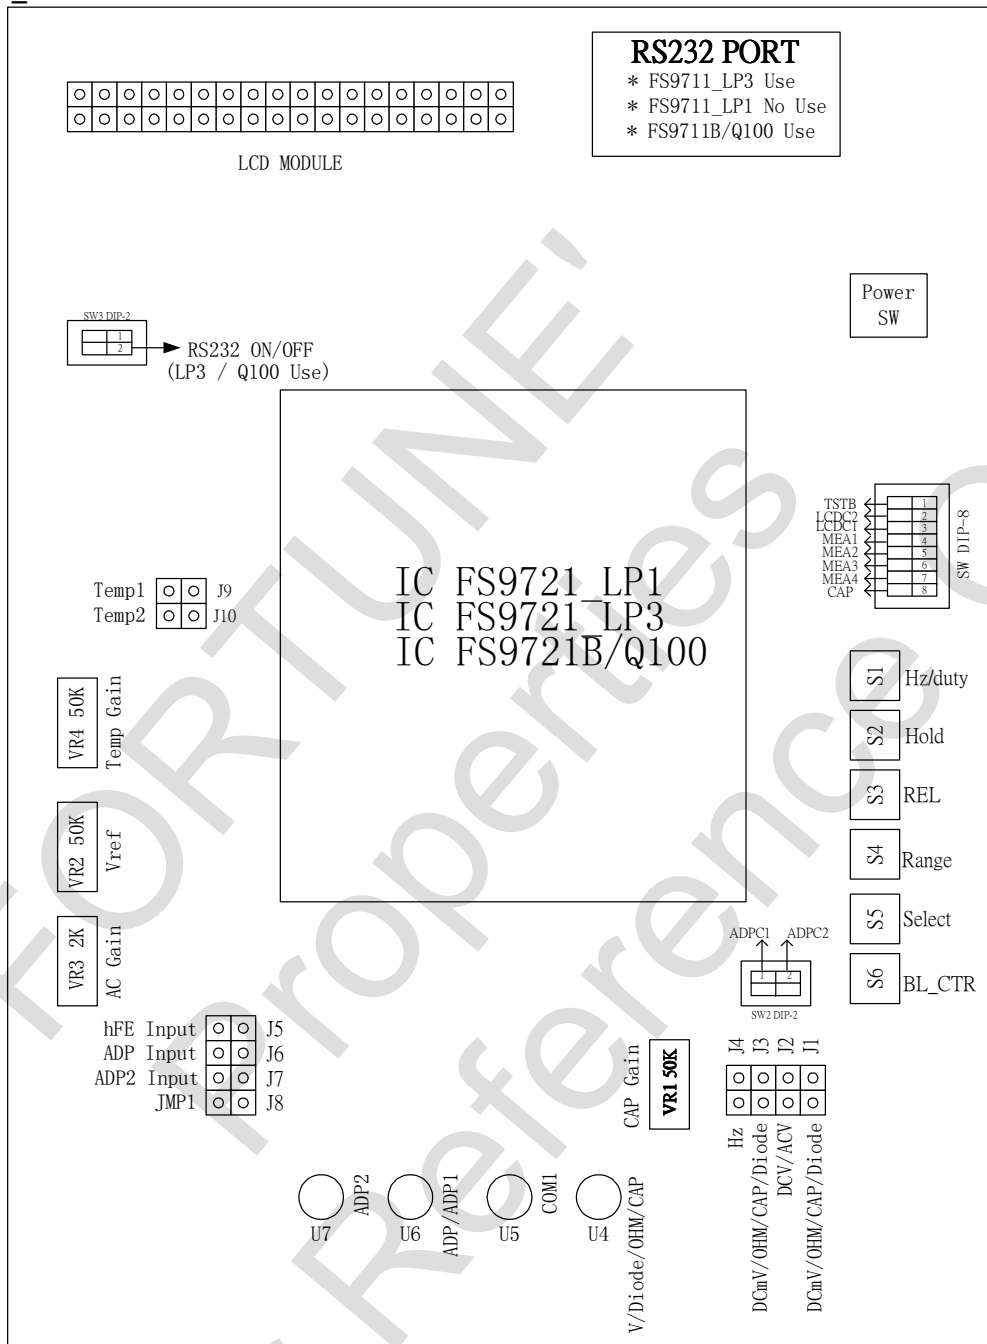 RS232 PORT
* FS9711_LP3 Use
* FS9711_LP1 No Use
* FS9711B/Q100 Use
LCD MODULE
Power
SW
SW3 DIP-2
1
2
RS232 ON/OFF
(LP3 / Q100 Use)
TSTB 1
LCDC2 2
LCDC1 3
MEA1 4
MEA2 5
MEA3 6
MEA4 7
CAP 8
SW DIP-8
IC FS9721_LP1
IC FS9721_LP3
IC FS9721B/Q100
Temp1 J9
Temp2 J10
VR4 50K
Temp Gain
VR2 50K
Vref
VR3 2K
AC Gain
S1 Hz/duty
S2 Hold
S3 REL
S4 Range
S5 Select
S6 BL_CTR
ADPC1 ADPC2
1 2
SW2 DIP-2
hFE Input J5
ADP Input J6
ADP2 Input J7
JMP1 J8
CAP Gain
VR1 50K
J4
J3
J2
J1
Hz
DCmV/OHM/CAP/Diode
DCV/ACV
DCmV/OHM/CAP/Diode
U7
ADP2
U6
ADP/ADP1
U5
COM1
U4
V/Diode/OHM/CAP
FORTUNE'
Properties
Reference